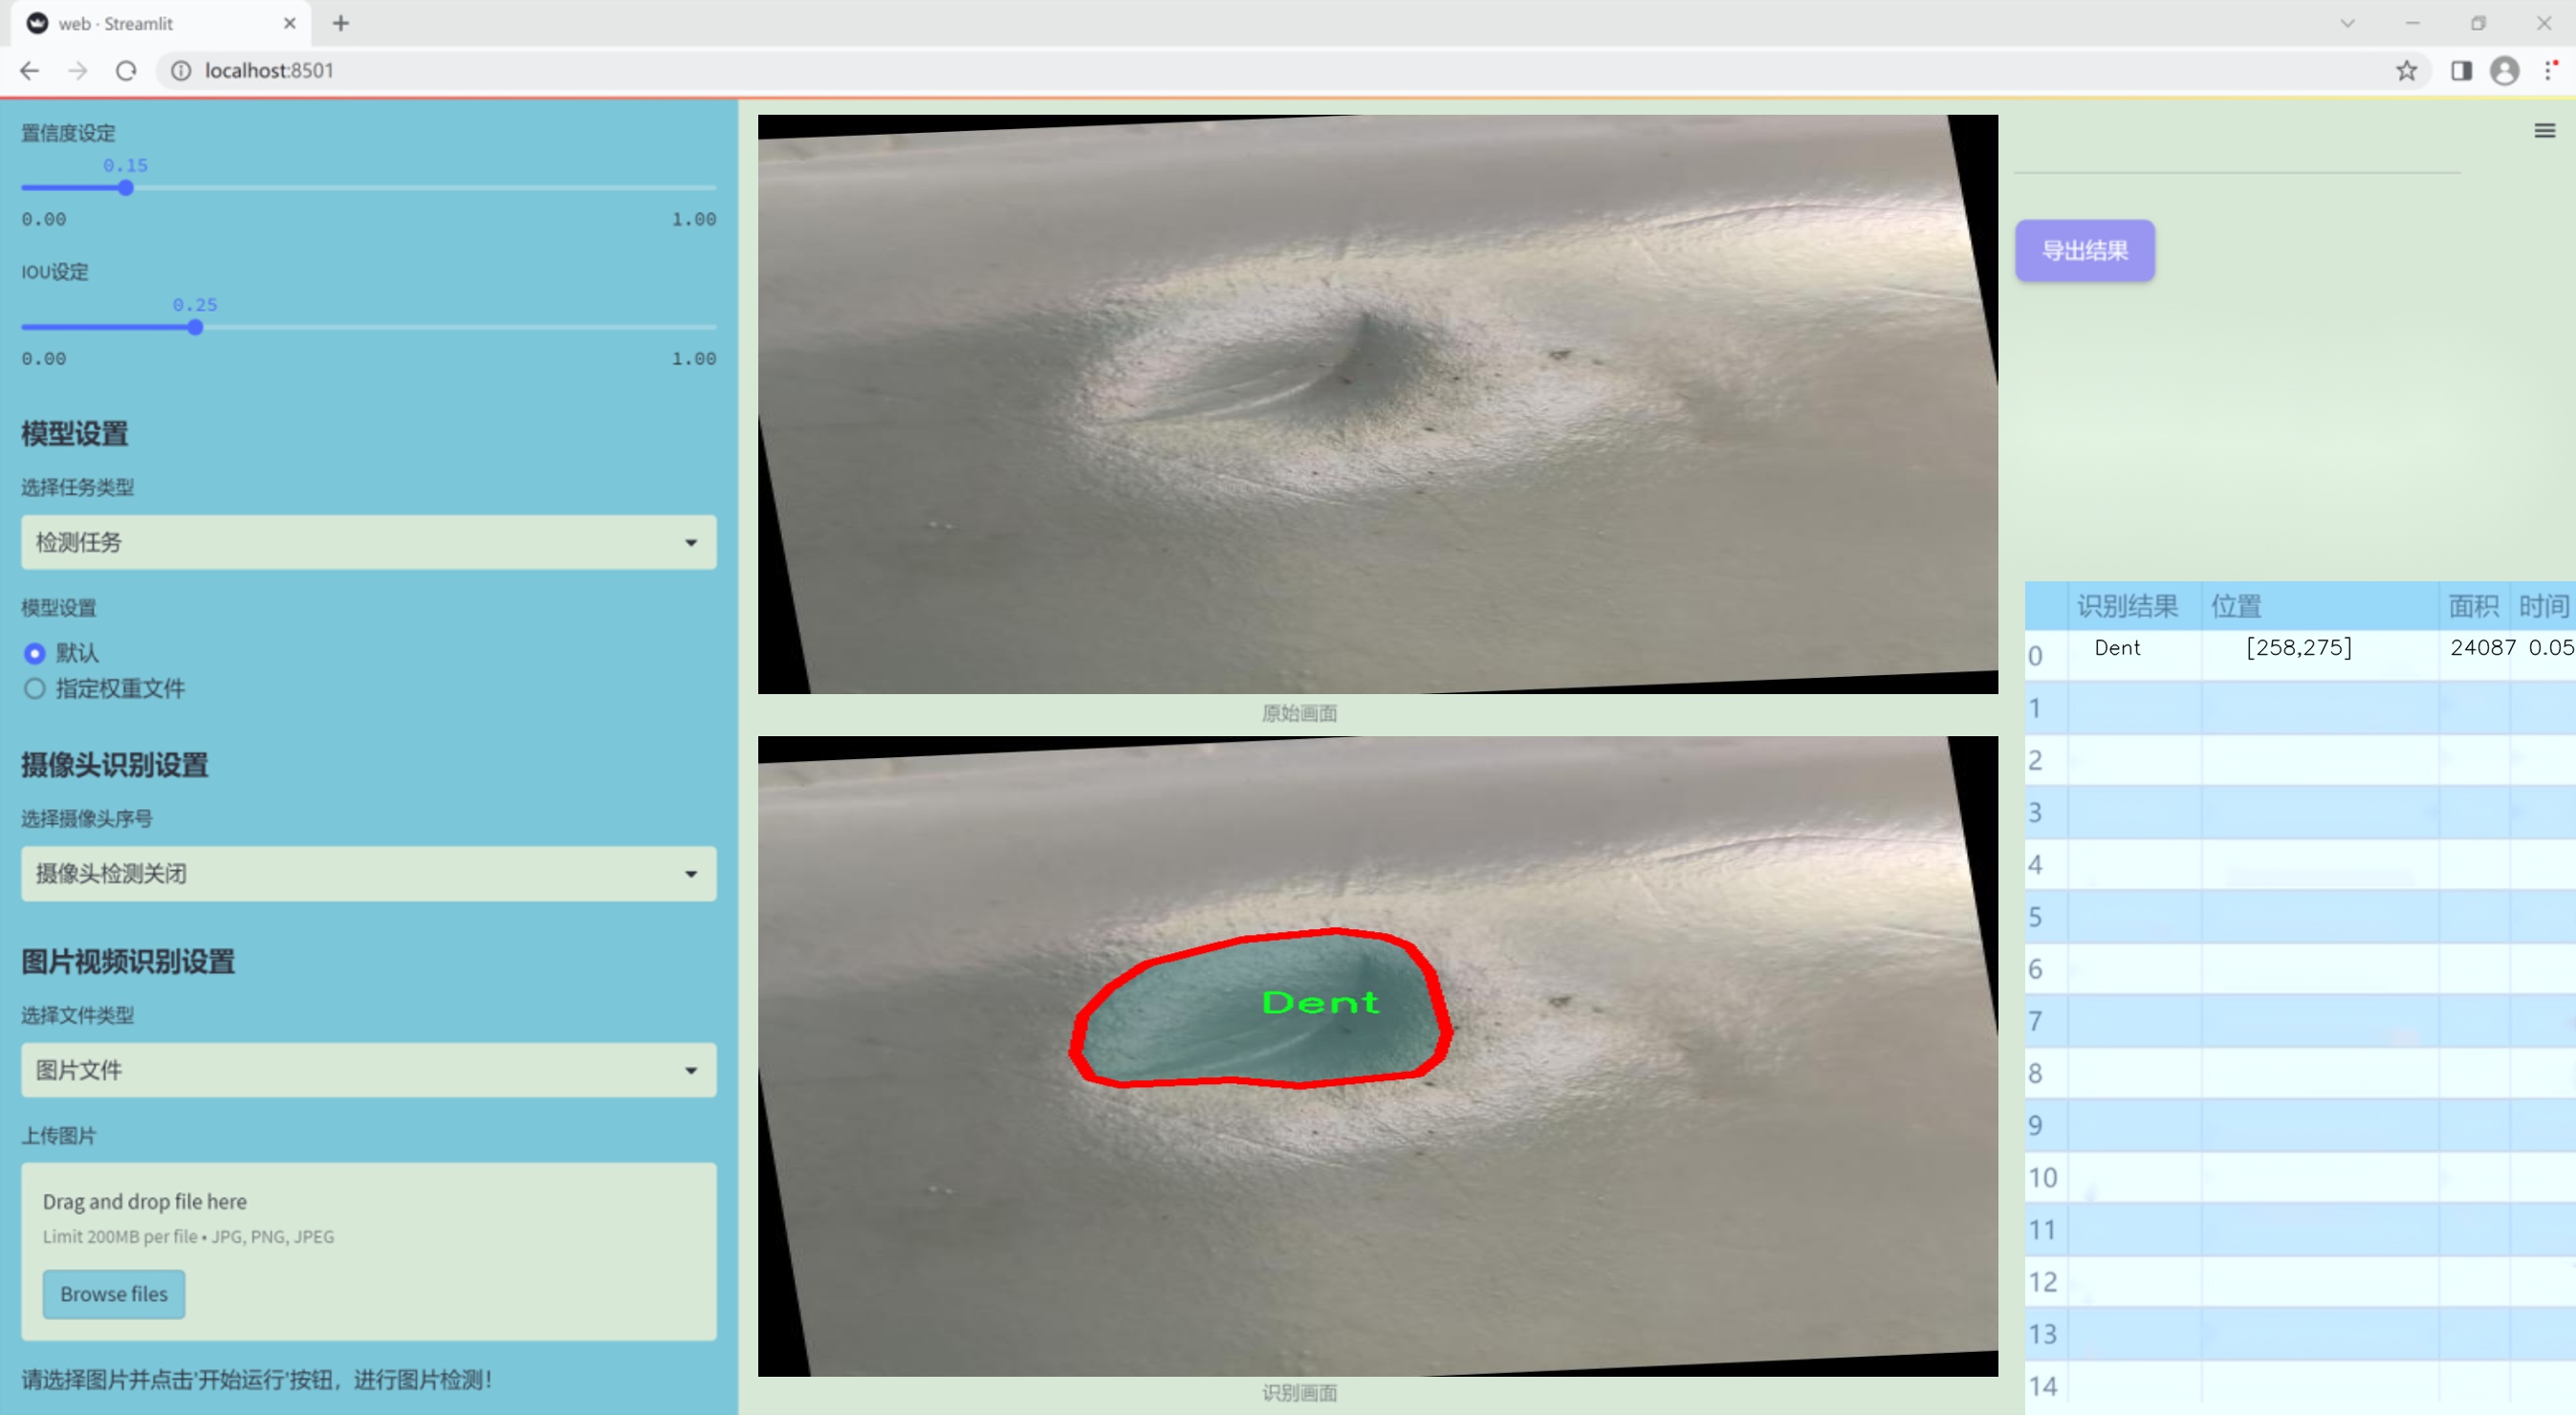 web · Streamlit
localhost:8501
置信度设定
0.15
0.00 1.00
IOU设定
0.25
0.00 1.00
模型设置
选择任务类型
检测任务
模型设置
默认
指定权重文件
摄像头识别设置
选择摄像头序号
摄像头检测关闭
图片视频识别设置
选择文件类型
图片文件
上传图片
Drag and drop file here
Limit 200MB per file • JPG, PNG, JPEG
Browse files
请选择图片并点击'开始运行'按钮，进行图片检测！
原始画面
Dent
识别画面
导出结果
识别结果 位置 面积 时间
0 Dent [258,275] 24087 0.05
1
2
3
4
5
6
7
8
9
10
11
12
13
14